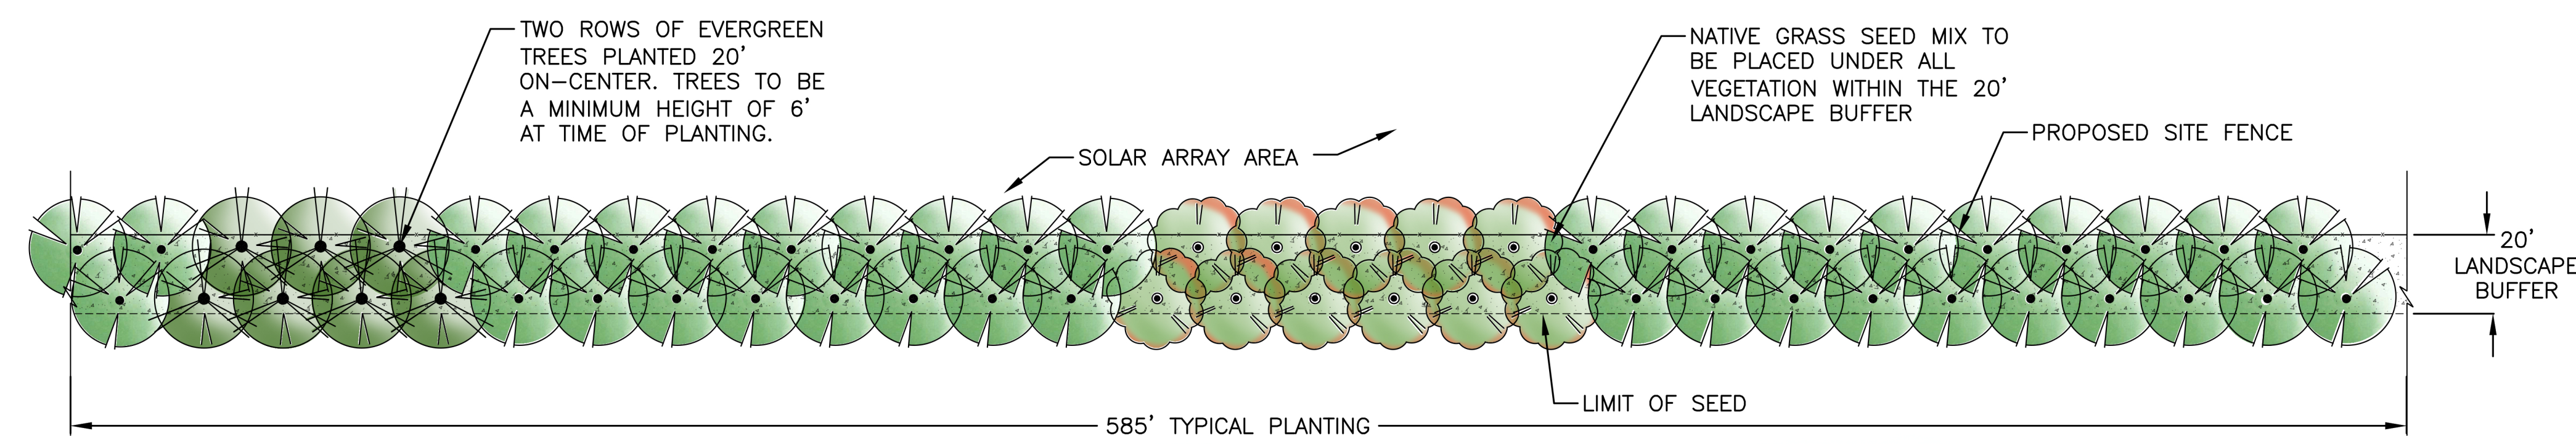 TWO ROWS OF EVERGREEN
TREES PLANTED 20'
ON-CENTER. TREES TO BE
A MINIMUM HEIGHT OF 6'
AT TIME OF PLANTING.
SOLAR ARRAY AREA
NATIVE GRASS SEED MIX TO
BE PLACED UNDER ALL
VEGETATION WITHIN THE 20'
LANDSCAPE BUFFER
PROPOSED SITE FENCE
20'
LANDSCAPE
BUFFER
LIMIT OF SEED
585' TYPICAL PLANTING